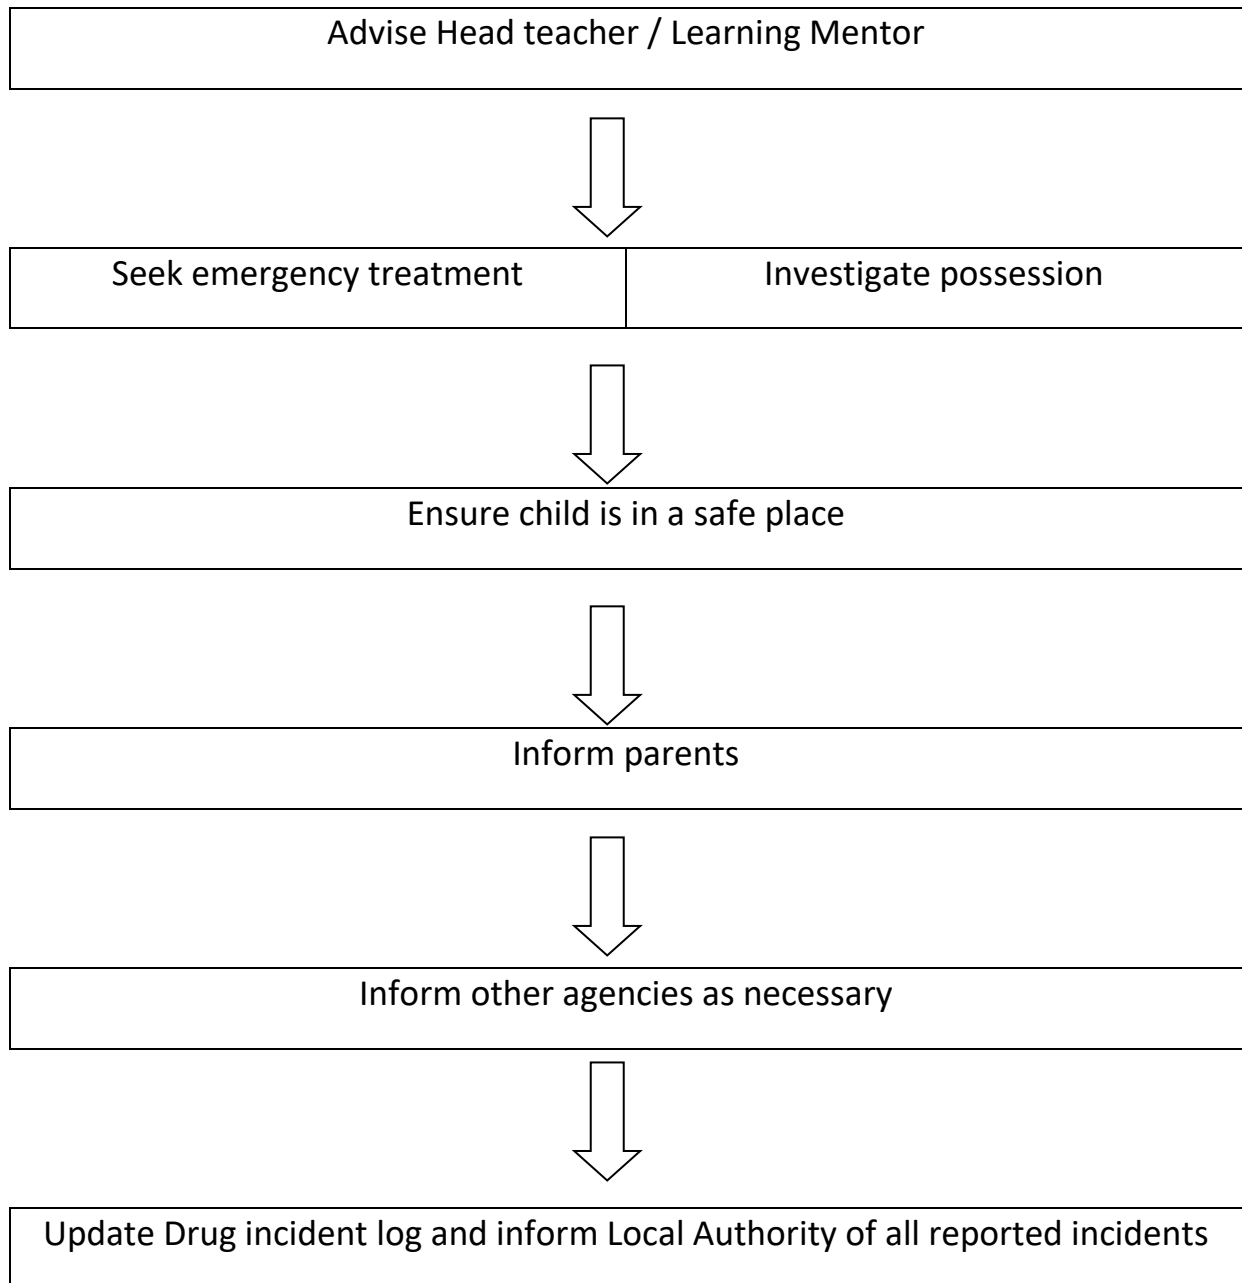 Advise Head teacher / Learning Mentor
Seek emergency treatment
Investigate possession
Ensure child is in a safe place
Inform parents
Inform other agencies as necessary
Update Drug incident log and inform Local Authority of all reported incidents